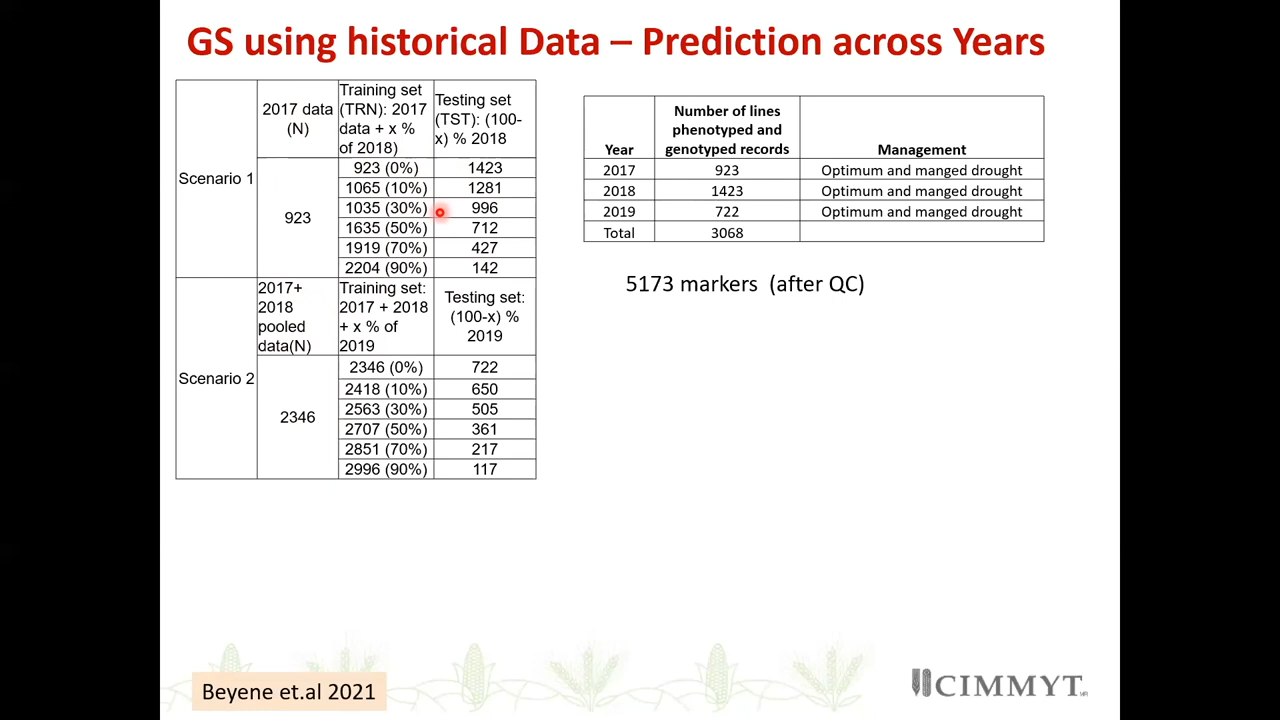 GS using historical Data – Prediction across Years
2017 data
(N)
Training set
(TRN): 2017
data + x %
of 2018)
Testing set
(TST): (100-
x) % 2018
Scenario 1
923
923 (0%) 1423
1065 (10%) 1281
1035 (30%) 996
1635 (50%) 712
1919 (70%) 427
2204 (90%) 142
2017+
2018
pooled
data(N)
Training set:
2017 + 2018
+ x % of
2019
Testing set:
(100-x) %
2019
Scenario 2
2346
2346 (0%) 722
2418 (10%) 650
2563 (30%) 505
2707 (50%) 361
2851 (70%) 217
2996 (90%) 117
Year
Number of lines
phenotyped and
genotyped records
Management
2017 923 Optimum and manged drought
2018 1423 Optimum and manged drought
2019 722 Optimum and manged drought
Total 3068
5173 markers (after QC)
Beyene et.al 2021
CIMMYT